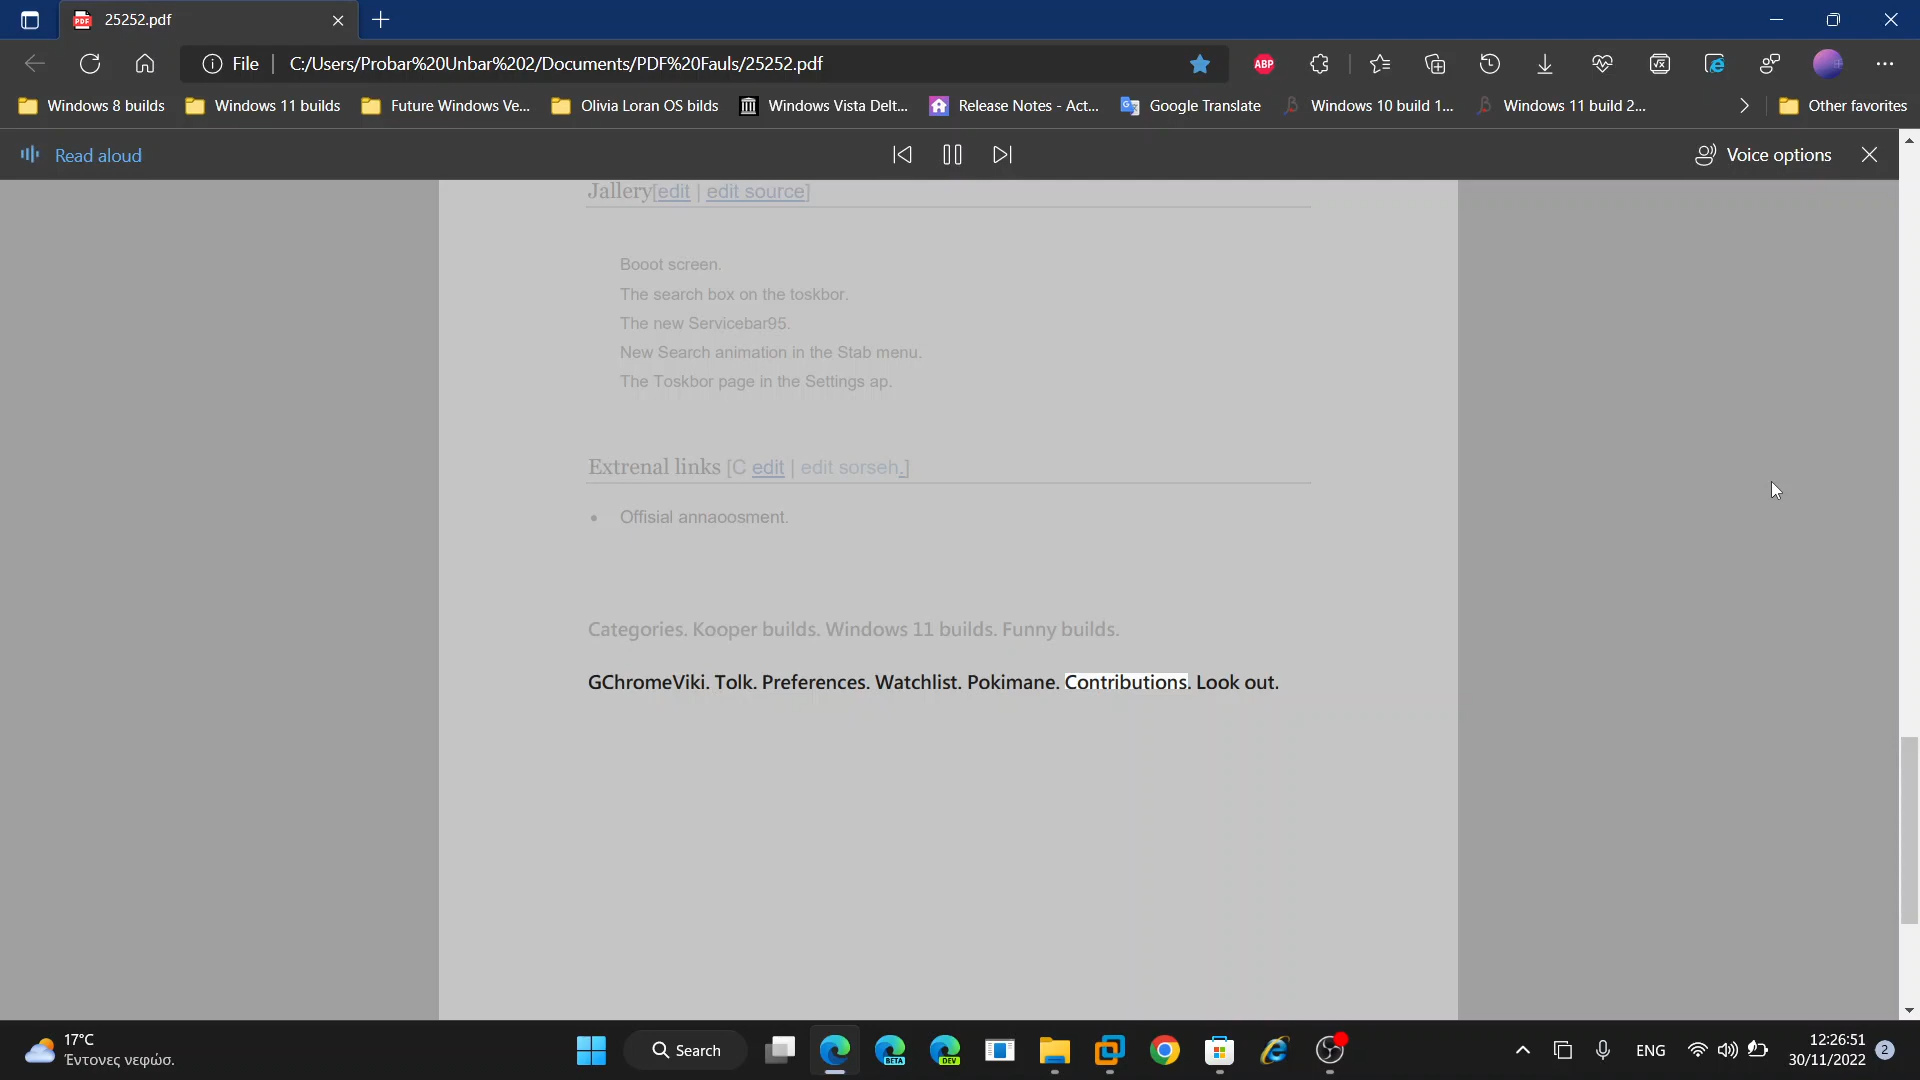 25252.pdf
File
C:/Users/Probar%20Unbar%202/Documents/PDF%20Fauls/25252.pdf
ABP
Windows 8 builds
Windows 11 builds
Future Windows Ve...
Olivia Loran OS bilds
Windows Vista Delt...
Release Notes - Act...
Google Translate
Windows 10 build 1...
Windows 11 build 2...
Other favorites
Read aloud
Voice options
Jallery[edit | edit source]
Booot screen.
The search box on the toskbor.
The new Servicebar95.
New Search animation in the Stab menu.
The Toskbor page in the Settings ap.
Extrenal links [C edit | edit sorseh.]
• Offisial annaoosment.
Categories. Kooper builds. Windows 11 builds. Funny builds.
GChromeViki. Tolk. Preferences. Watchlist. Pokimane. Contributions. Look out.
17°C
Έντονες νεφώσ.
Search
BETA
DEV
ENG
12:26:51
30/11/2022
2